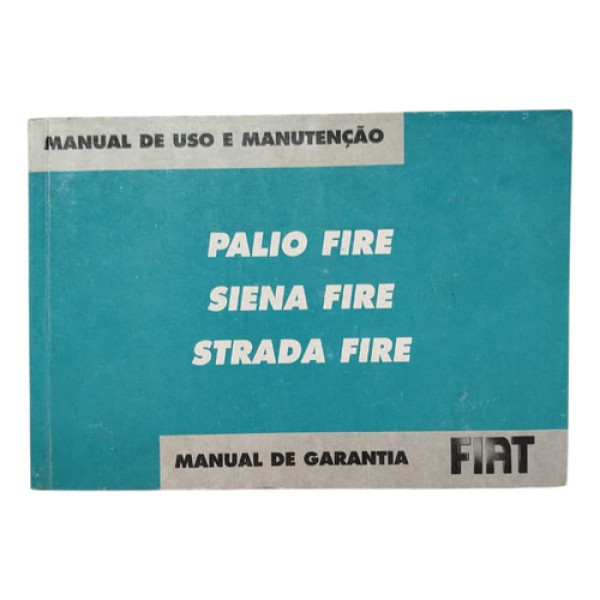 MANUAL DE USO E MANUTENÇÃO
PALIO FIRE
SIENA FIRE
STRADA FIRE
MANUAL DE GARANTIA
FIAT